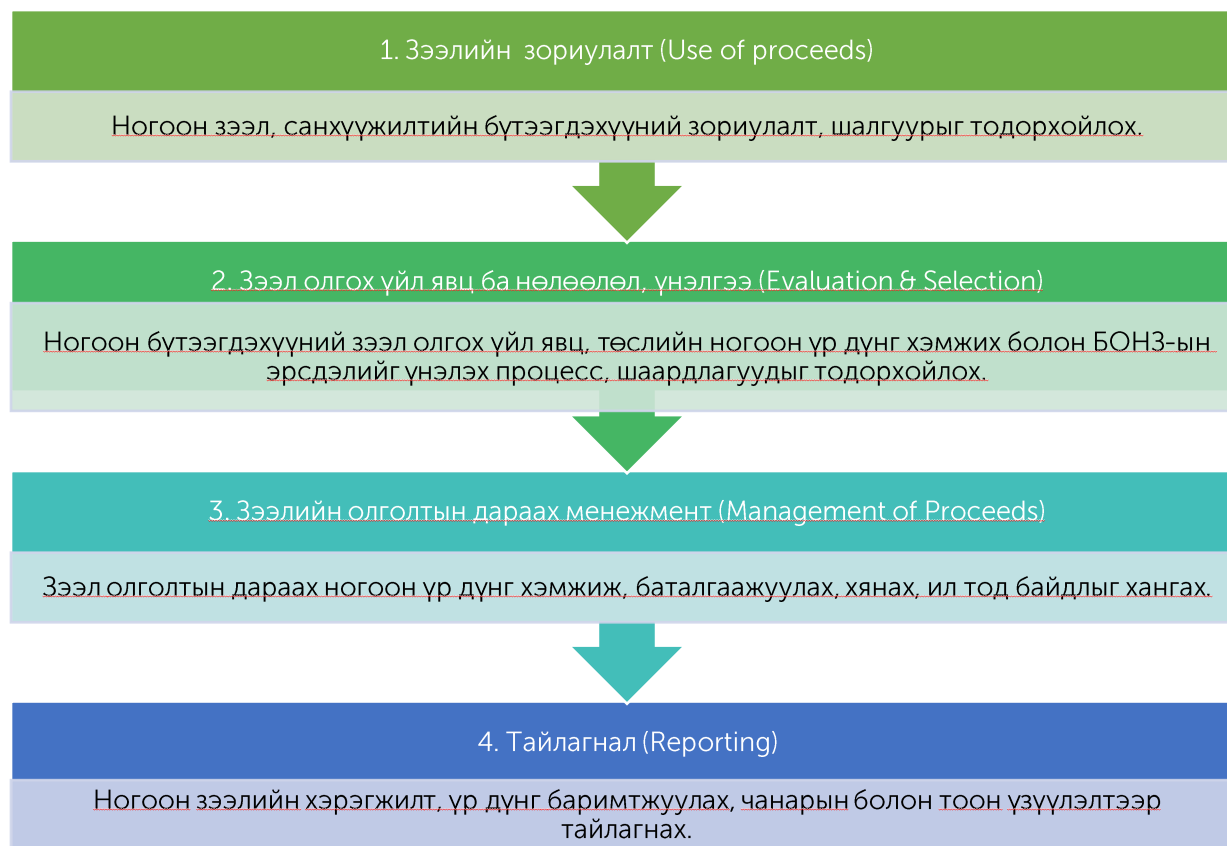 1. Зээлийн зориулалт (Use of proceeds)
Ногоон зээл, санхүүжилтийн бүтээгдэхүүний зориулалт, шалгуурыг тодорхойлох.
2. Зээл олгох үйл явц ба нөлөөлөл, үнэлгээ (Evaluation & Selection)
Ногоон бүтээгдэхүүний зээл олгох үйл явц, төслийн ногоон үр дүнг хэмжих болон БОНЗ-ын
эрсдэлийг үнэлэх процесс, шаардлагуудыг тодорхойлох.
3. Зээлийн олголтын дараах менежмент (Management of Proceeds)
Зээл олголтын дараах ногоон үр дүнг хэмжиж, баталгаажуулах, хянах, ил тод байдлыг хангах.
4. Тайлагнал (Reporting)
Ногоон зээлийн хэрэгжилт, үр дүнг баримтжуулах, чанарын болон тоон үзүүлэлтээр
тайлагнах.